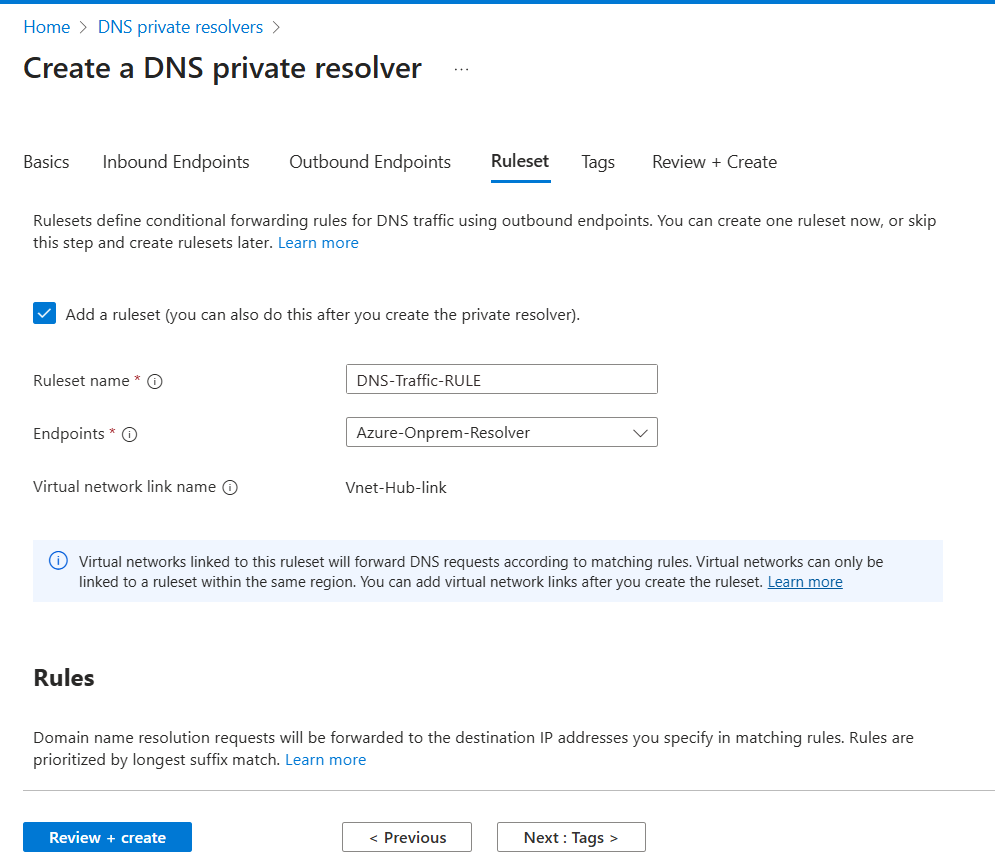 Home > DNS private resolvers >
Create a DNS private resolver ...
Basics Inbound Endpoints Outbound Endpoints Ruleset Tags Review + Create
Rulesets define conditional forwarding rules for DNS traffic using outbound endpoints. You can create one ruleset now, or skip
this step and create rulesets later. Learn more
Add a ruleset (you can also do this after you create the private resolver).
Ruleset name * DNS-Traffic-RULE
Endpoints * Azure-Onprem-Resolver
Virtual network link name Vnet-Hub-link
Virtual networks linked to this ruleset will forward DNS requests according to matching rules. Virtual networks can only be
linked to a ruleset within the same region. You can add virtual network links after you create the ruleset. Learn more
Rules
Domain name resolution requests will be forwarded to the destination IP addresses you specify in matching rules. Rules are
prioritized by longest suffix match. Learn more
Review + create < Previous Next : Tags >